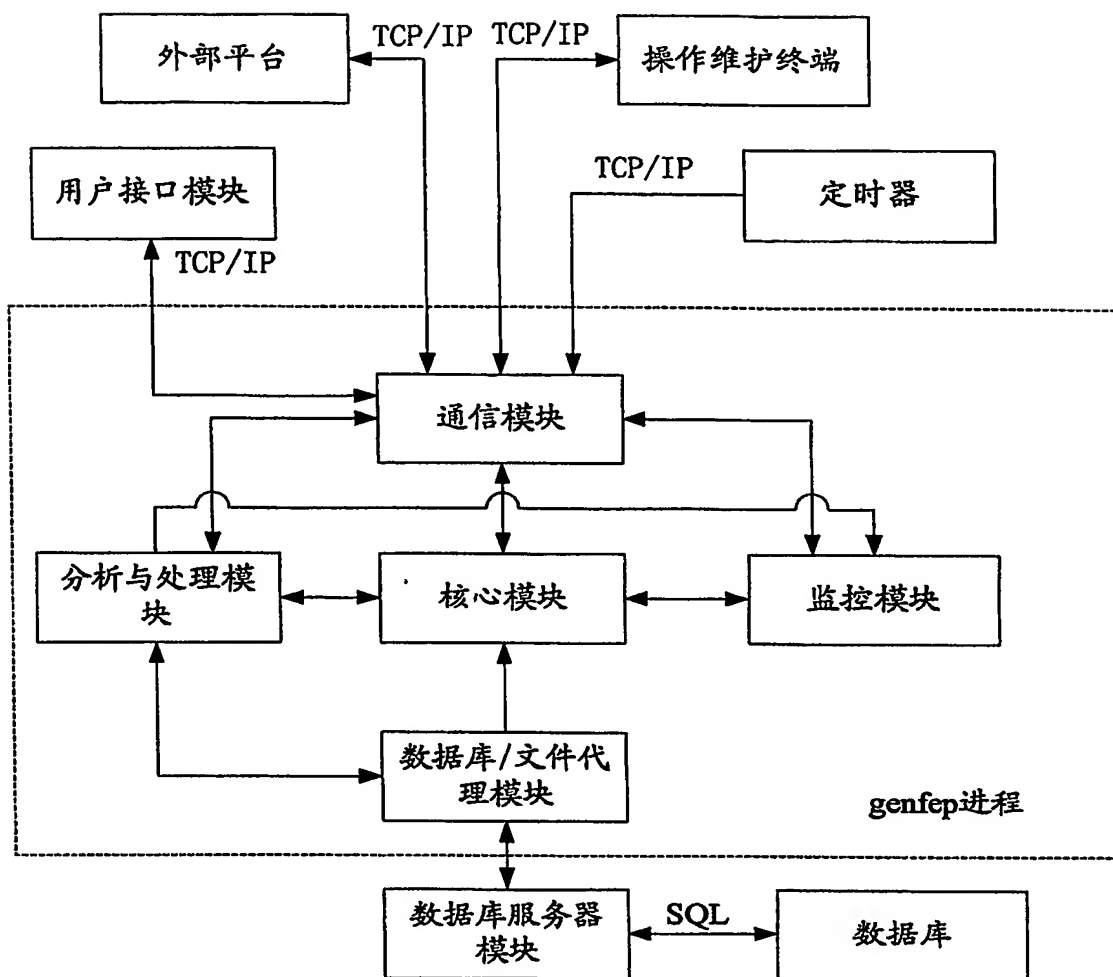 外部平台
TCP/IP
TCP/IP
操作维护终端
用户接口模块
TCP/IP
定时器
TCP/IP
通信模块
分析与处理模
块
核心模块
监控模块
数据库/文件代
理模块
genfep进程
数据库服务器
模块
SQL
数据库